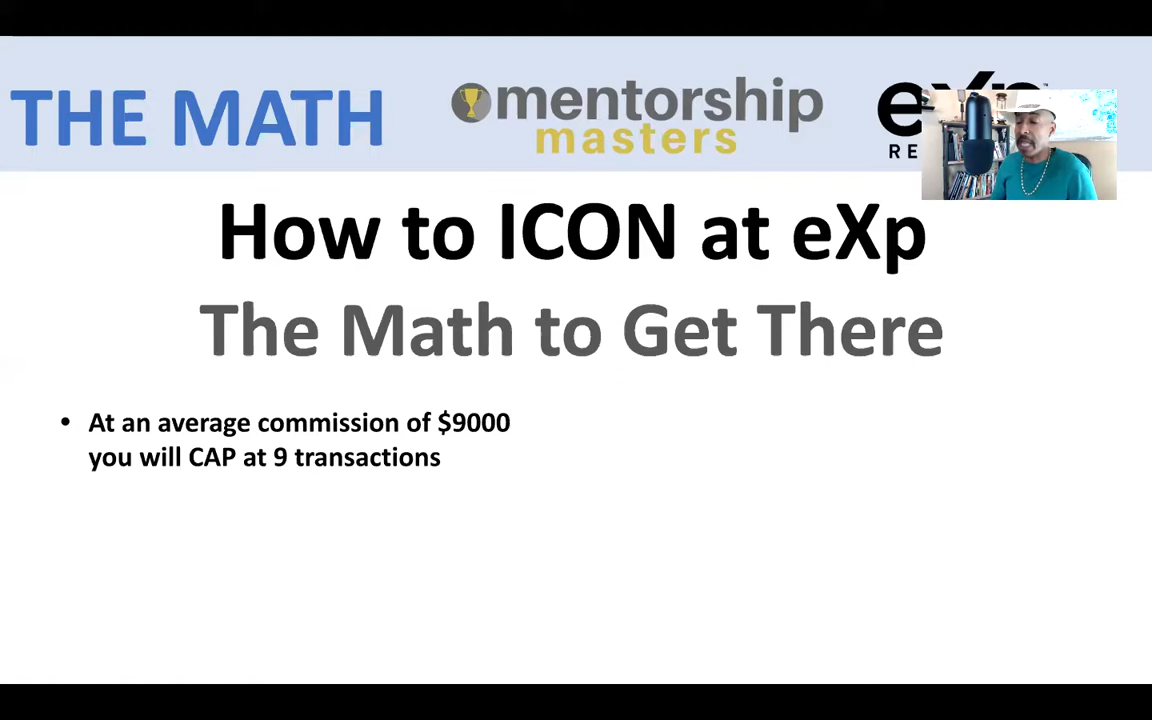 THE MATH
mentorship
masters
How to ICON at eXp
The Math to Get There
• At an average commission of $9000
you will CAP at 9 transactions